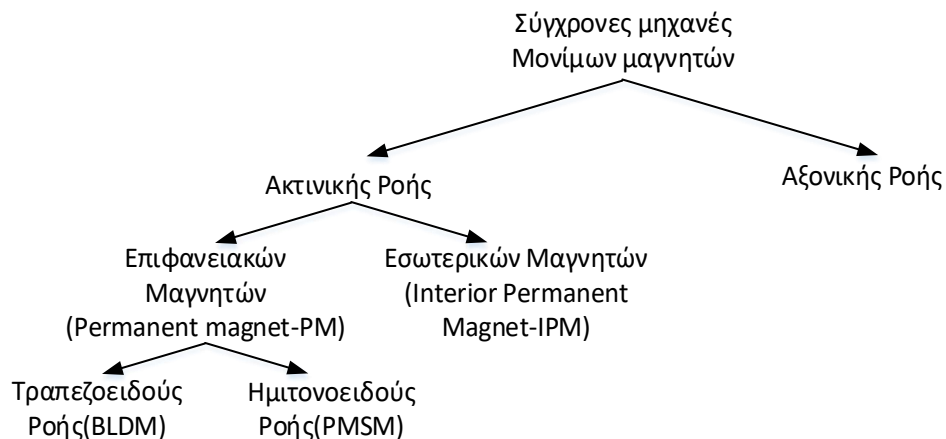 Σύγχρονες μηχανές
Μονίμων μαγνητών
Ακτινικής Ροής
Αξονικής Ροής
Επιφανειακών
Μαγνητών
(Permanent magnet-PM)
Εσωτερικών Μαγνητών
(Interior Permanent
Magnet-IPM)
Τραπεζοειδούς
Ροής(BLDM)
Ημιτονοειδούς
Ροής(PMSM)